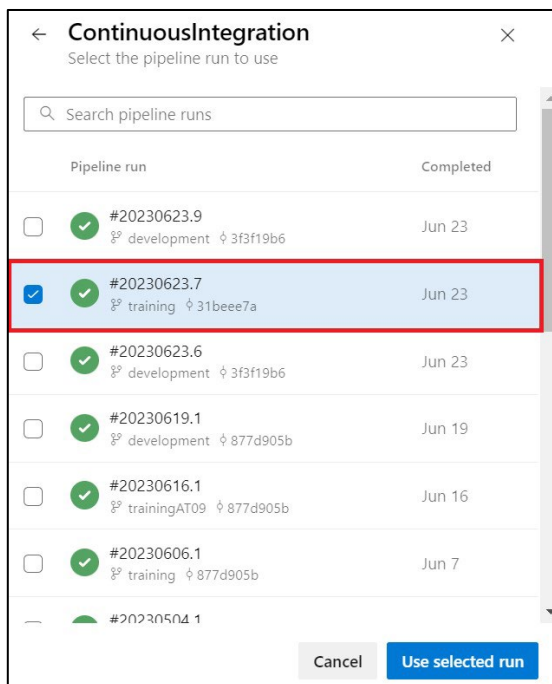 ContinuousIntegration
Select the pipeline run to use
Search pipeline runs
Pipeline run Completed
#20230623.9
development 3f3f19b6 Jun 23
#20230623.7
training 31beee7a Jun 23
#20230623.6
development 3f3f19b6 Jun 23
#20230619.1
development 877d905b Jun 19
#20230616.1
trainingAT09 877d905b Jun 16
#20230606.1
training 877d905b Jun 7
#20230504.1
Cancel Use selected run